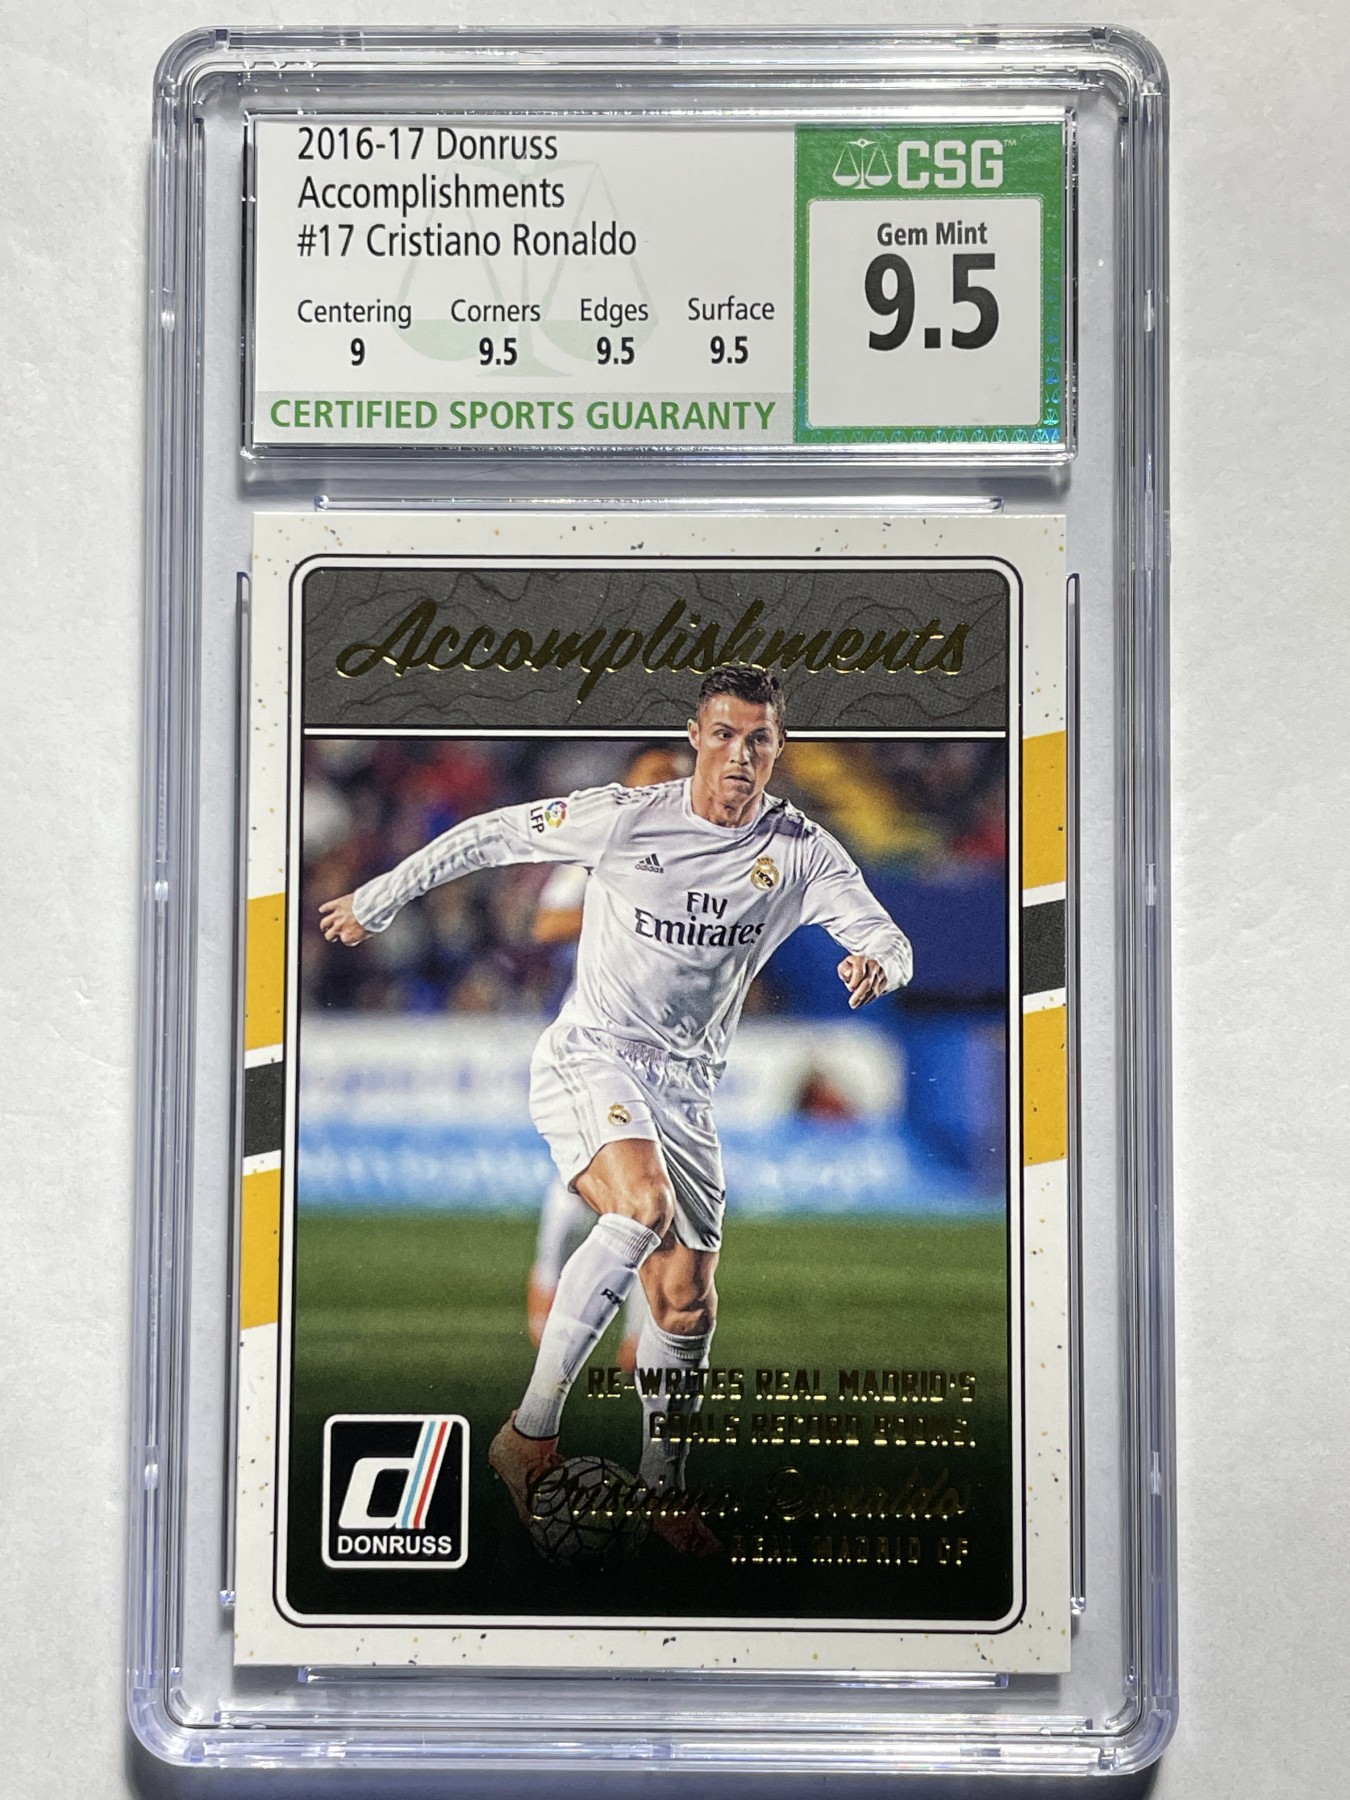 2016-17 Donruss
Accomplishments
#17 Cristiano Ronaldo
Centering Corners Edges Surface
9 9.5 9.5 9.5
CERTIFIED SPORTS GUARANTY
CSG™
Gem Mint
9.5
Accomplishments
LFP
adidas
Fly
Emirates
RE-WRITES REAL MADRID'S
GOALS RECORD BOOKS.
Cristiano Ronaldo
REAL MADRID CF
d
DONRUSS